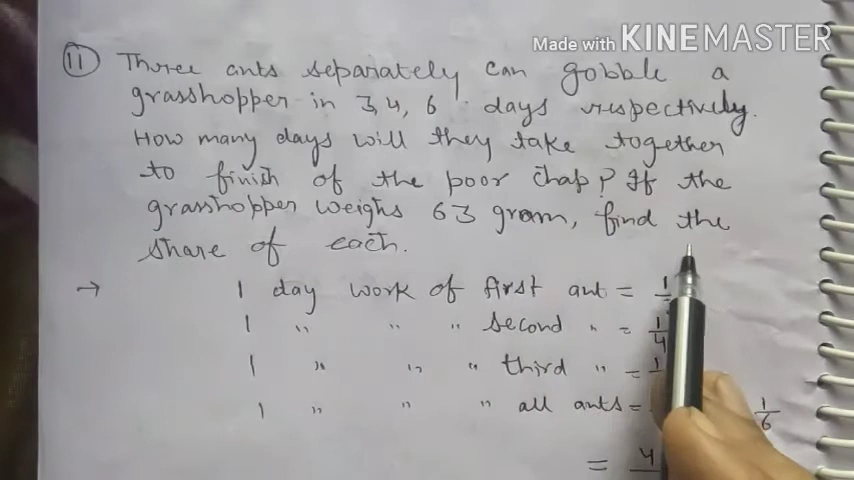 Made with KINEMASTER
11 Three ants separately can gobble a
grasshopper in 3, 4, 6 days respectively.
How many days will they take together
to finish of the poor chap? If the
grasshopper weighs 63 gram, find the
share of each.
→ 1 day work of first ant = 1
1 " " " second " = 1/4
1 " " " third " = 1
1 " " " all ants = 1/6
= 4